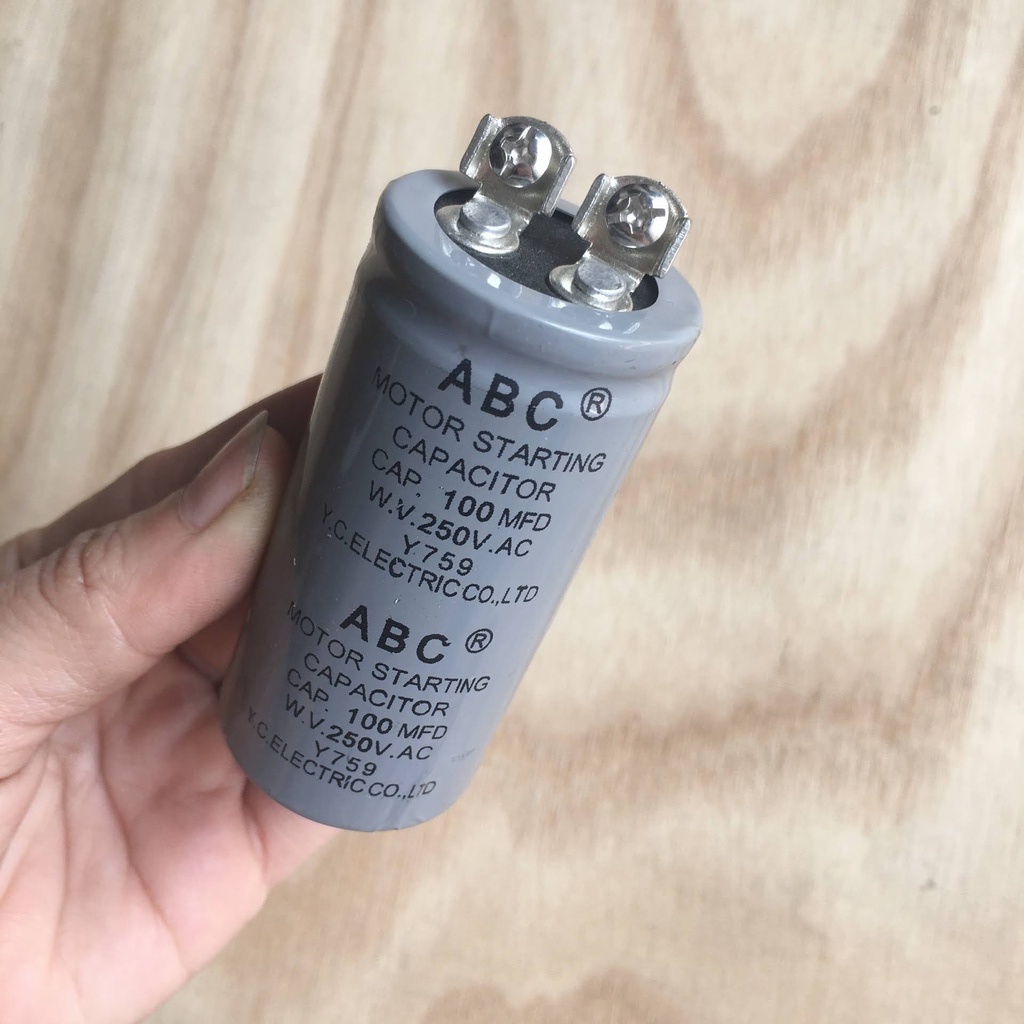 ABC®
MOTOR STARTING
CAPACITOR
CAP. 100 MFD
W.V.250V.AC
Y759
Y.C.ELECTRIC CO.,LTD
ABC®
MOTOR STARTING
CAPACITOR
CAP. 100 MFD
W.V.250V.AC
Y759
Y.C.ELECTRIC CO.,LTD